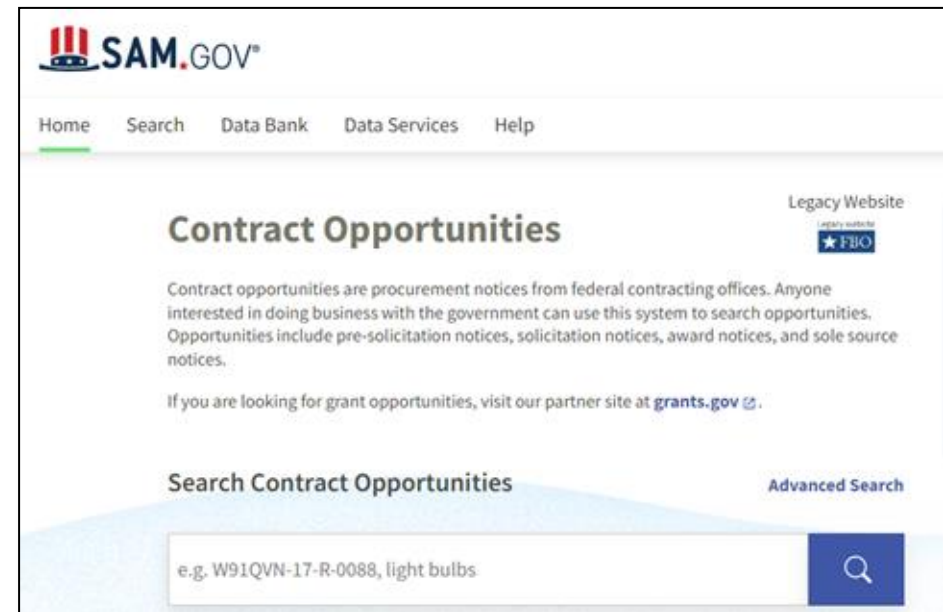 SAM.GOV®
Home Search Data Bank Data Services Help
Legacy Website
Legacy website
★ FBO
Contract Opportunities
Contract opportunities are procurement notices from federal contracting offices. Anyone
interested in doing business with the government can use this system to search opportunities.
Opportunities include pre-solicitation notices, solicitation notices, award notices, and sole source
notices.
If you are looking for grant opportunities, visit our partner site at grants.gov.
Search Contract Opportunities
Advanced Search
e.g. W91QVN-17-R-0088, light bulbs